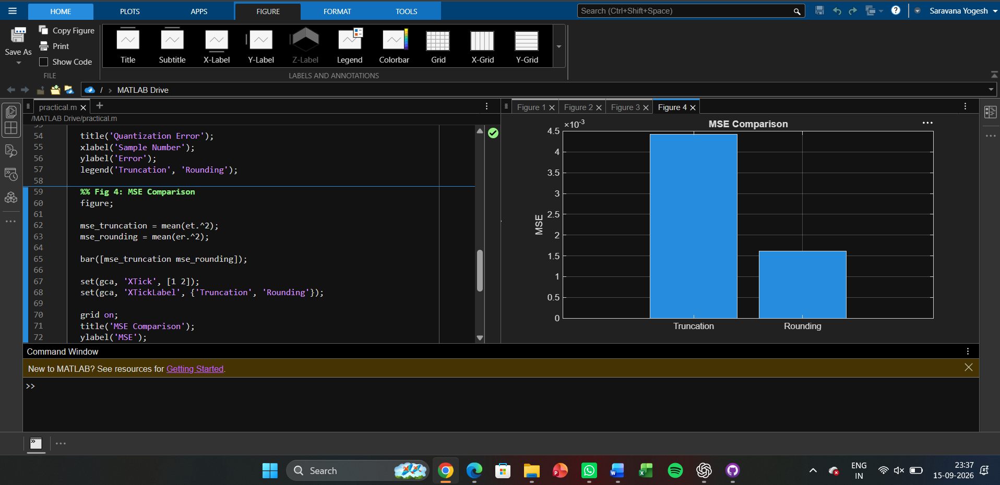 HOME PLOTS APPS FIGURE FORMAT TOOLS Search (Ctrl+Shift+Space) Saravana Yogesh
Save As
Copy Figure
Print
Show Code
FILE
Title Subtitle X-Label Y-Label Z-Label Legend Colorbar Grid X-Grid Y-Grid
LABELS AND ANNOTATIONS
/ › MATLAB Drive
practical.m
/MATLAB Drive/practical.m
54 title('Quantization Error');
55 xlabel('Sample Number');
56 ylabel('Error');
57 legend('Truncation', 'Rounding');
58
59 %% Fig 4: MSE Comparison
60 figure;
61
62 mse_truncation = mean(et.^2);
63 mse_rounding = mean(er.^2);
64
65 bar([mse_truncation mse_rounding]);
66
67 set(gca, 'XTick', [1 2]);
68 set(gca, 'XTickLabel', {'Truncation', 'Rounding'});
69
70 grid on;
71 title('MSE Comparison');
72 ylabel('MSE');
Figure 1 Figure 2 Figure 3 Figure 4
×10-3
MSE Comparison
4.5
4
3.5
3
2.5
2
1.5
1
0.5
0
MSE
Truncation Rounding
Command Window
New to MATLAB? See resources for Getting Started.
>>
Search
ENG
IN
23:37
15-09-2026